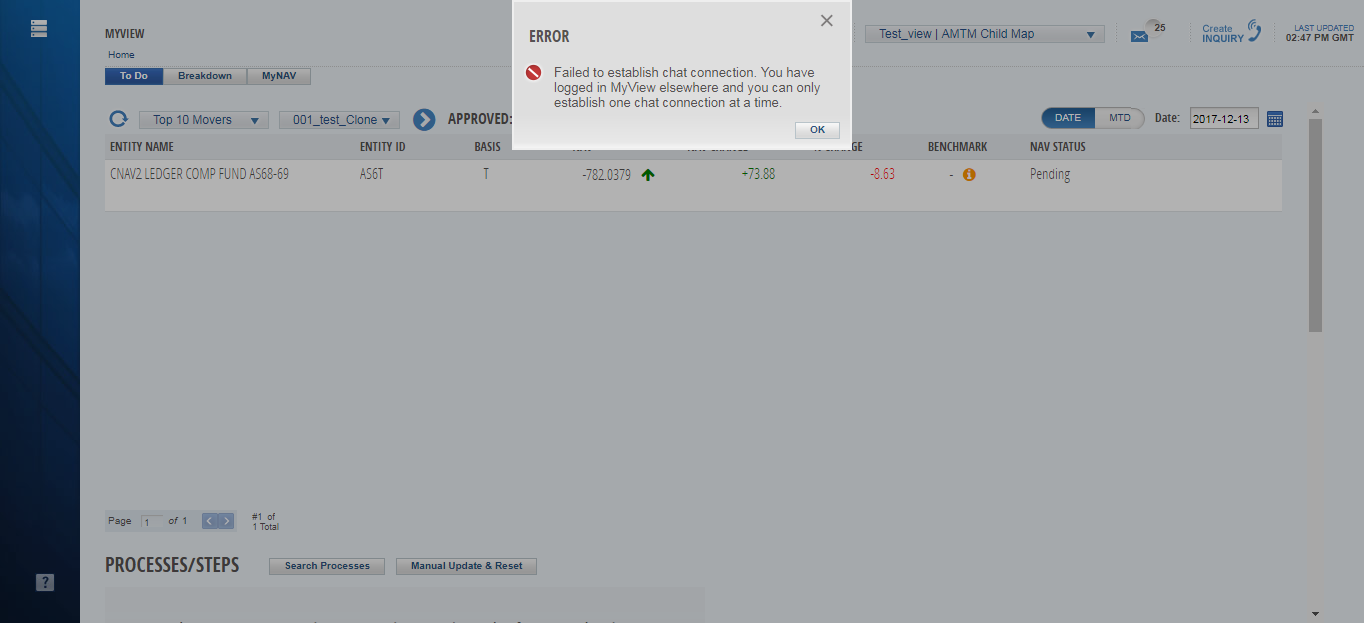 ERROR
Failed to establish chat connection. You have
logged in MyView elsewhere and you can only
establish one chat connection at a time.
OK
MYVIEW
Home
To Do Breakdown MyNAV
Test_view | AMTM Child Map
25
Create
INQUIRY
LAST UPDATED
02:47 PM GMT
Top 10 Movers 001_test_Clone APPROVED:
DATE MTD Date: 2017-12-13
ENTITY NAME ENTITY ID BASIS BENCHMARK NAV STATUS
CNAV2 LEDGER COMP FUND AS68-69 AS6T T -782.0379 +73.88 -8.63 - Pending
Page 1 of 1
#1 of
1 Total
PROCESSES/STEPS Search Processes Manual Update & Reset
?